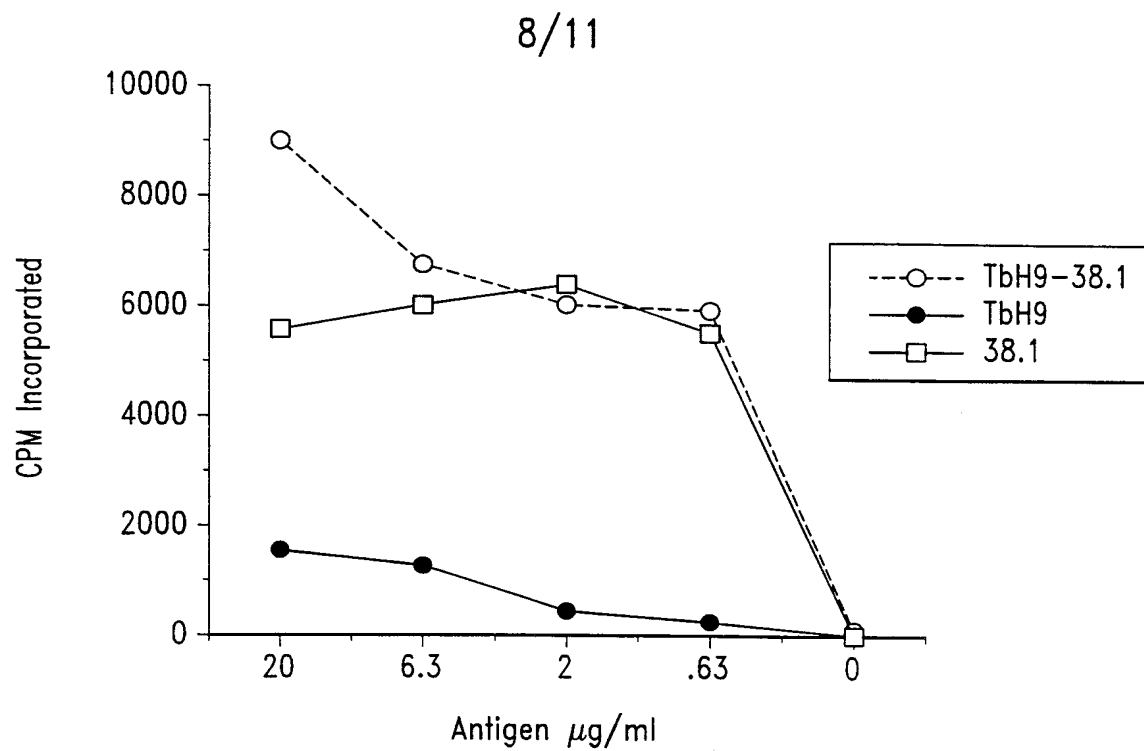 8/11
10000
8000
6000
4000
2000
0
CPM Incorporated
20 6.3 2 .63 0
Antigen μg/ml
TbH9-38.1
TbH9
38.1